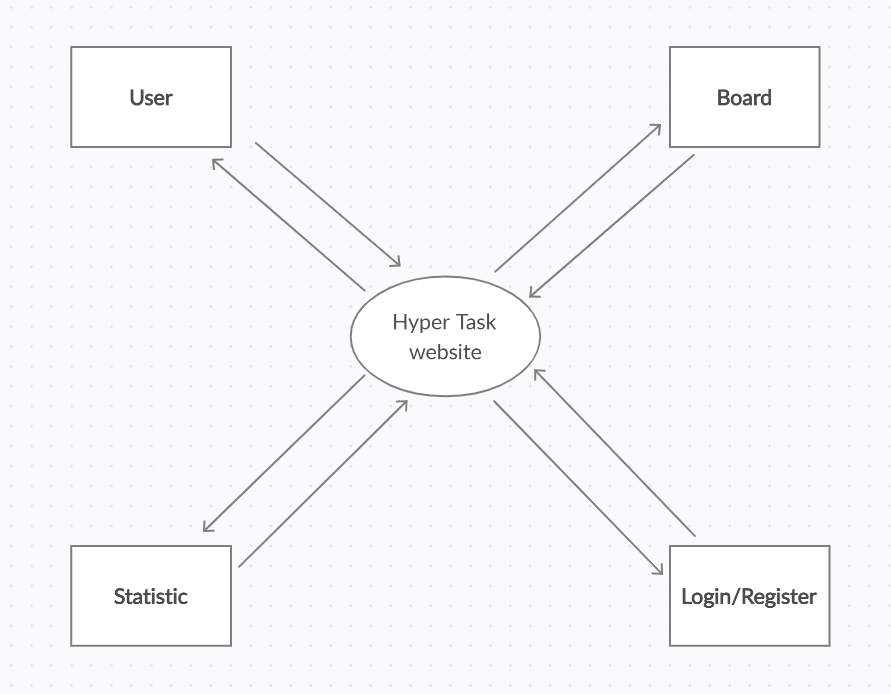 User
Board
Hyper Task
website
Statistic
Login/Register